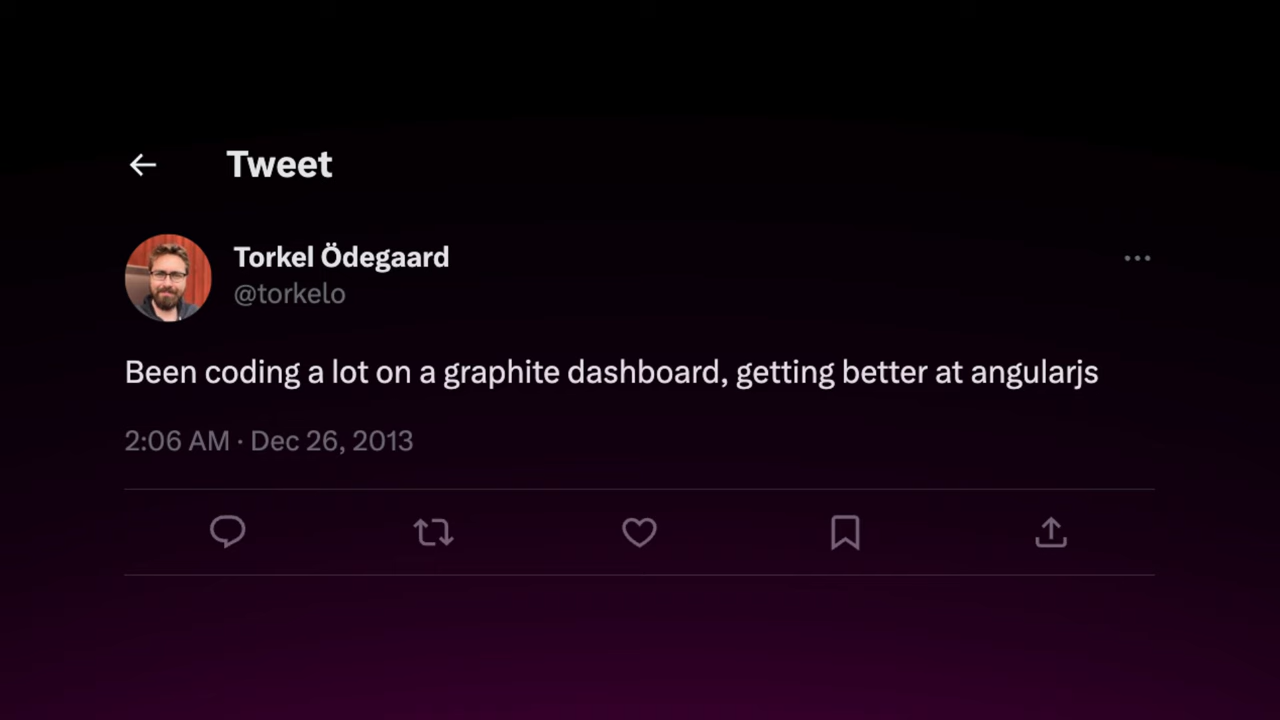 Tweet
Torkel Ödegaard
@torkelo
Been coding a lot on a graphite dashboard, getting better at angularjs
2:06 AM · Dec 26, 2013